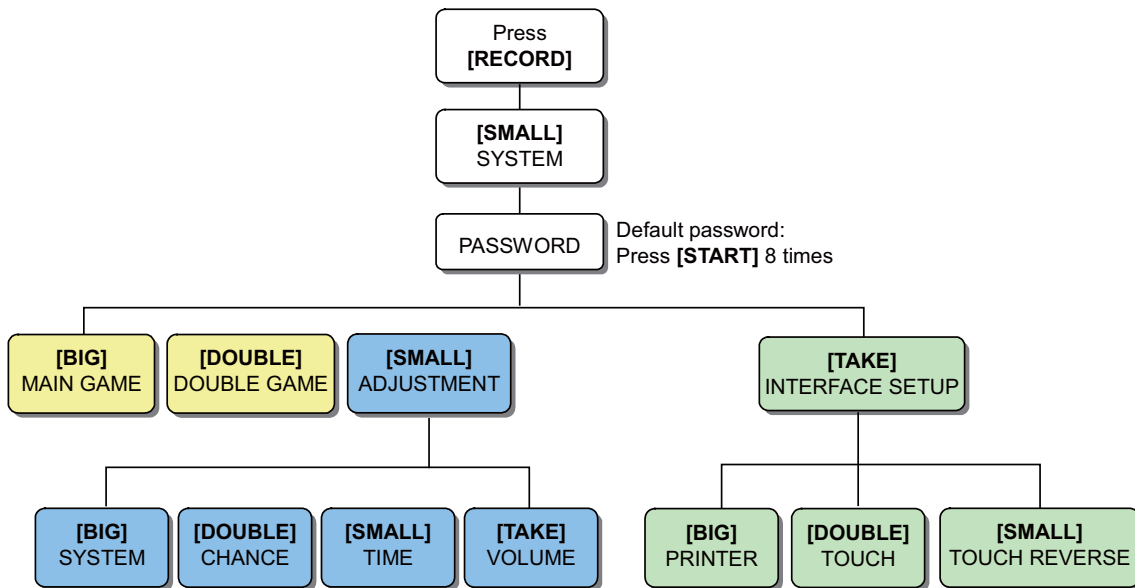 Press
[RECORD]
[SMALL]
SYSTEM
PASSWORD
Default password:
Press [START] 8 times
[BIG]
MAIN GAME
[DOUBLE]
DOUBLE GAME
[SMALL]
ADJUSTMENT
[TAKE]
INTERFACE SETUP
[BIG]
SYSTEM
[DOUBLE]
CHANCE
[SMALL]
TIME
[TAKE]
VOLUME
[BIG]
PRINTER
[DOUBLE]
TOUCH
[SMALL]
TOUCH REVERSE